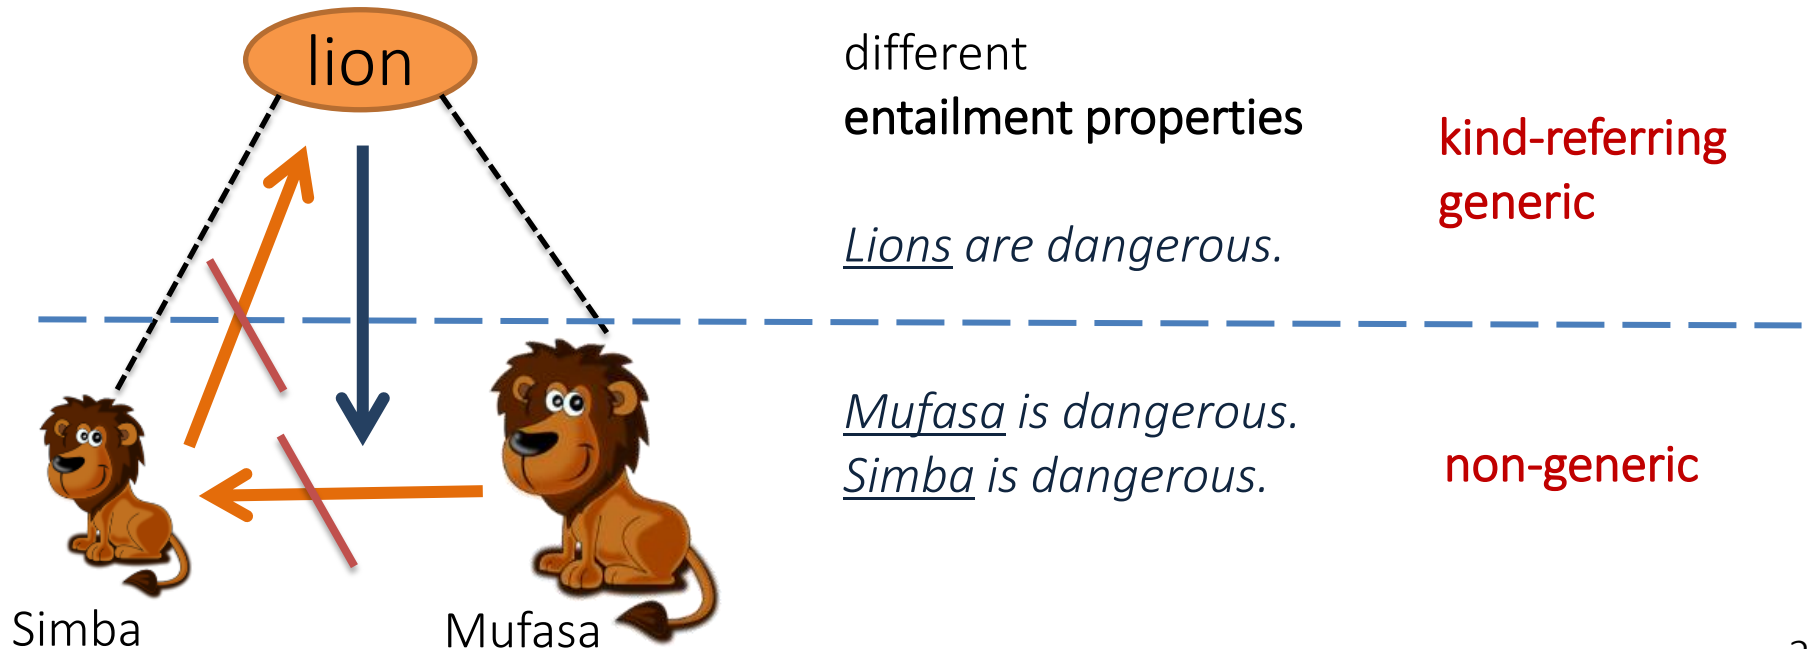 lion
different
entailment properties
kind-referring
generic
Lions are dangerous.
Mufasa is dangerous.
Simba is dangerous.
non-generic
Simba
Mufasa